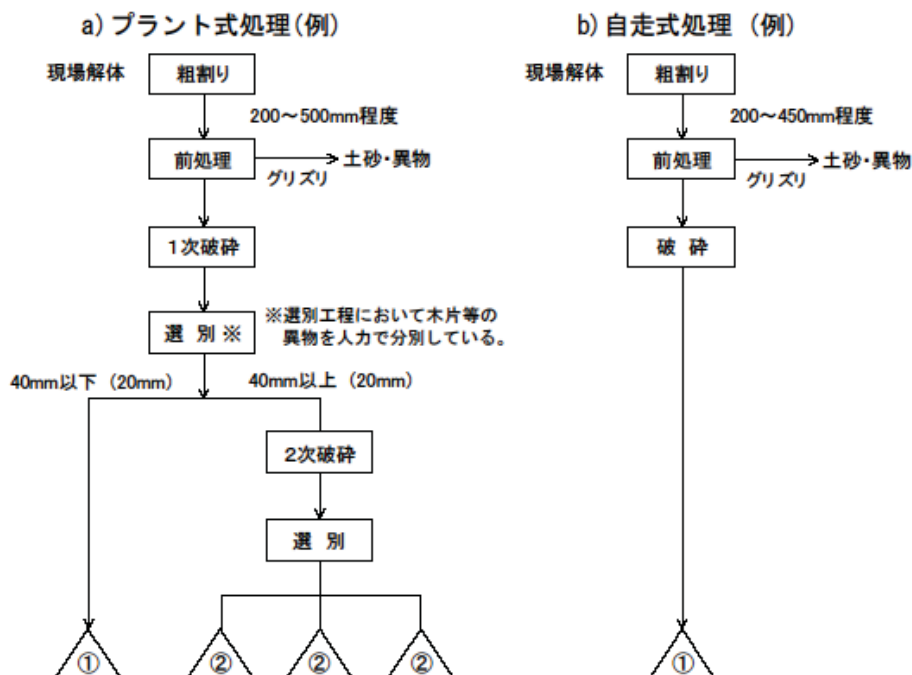 a) プラント式処理(例)
現場解体
粗割り
200～500mm程度
前処理
土砂・異物
グリズリ
1次破砕
選 別 ※
※選別工程において木片等の
異物を人力で分別している。
40mm以下 (20mm)
40mm以上 (20mm)
2次破砕
選 別
①
②
②
②
b) 自走式処理 (例)
現場解体
粗割り
200～450mm程度
前処理
土砂・異物
グリズリ
破 砕
①